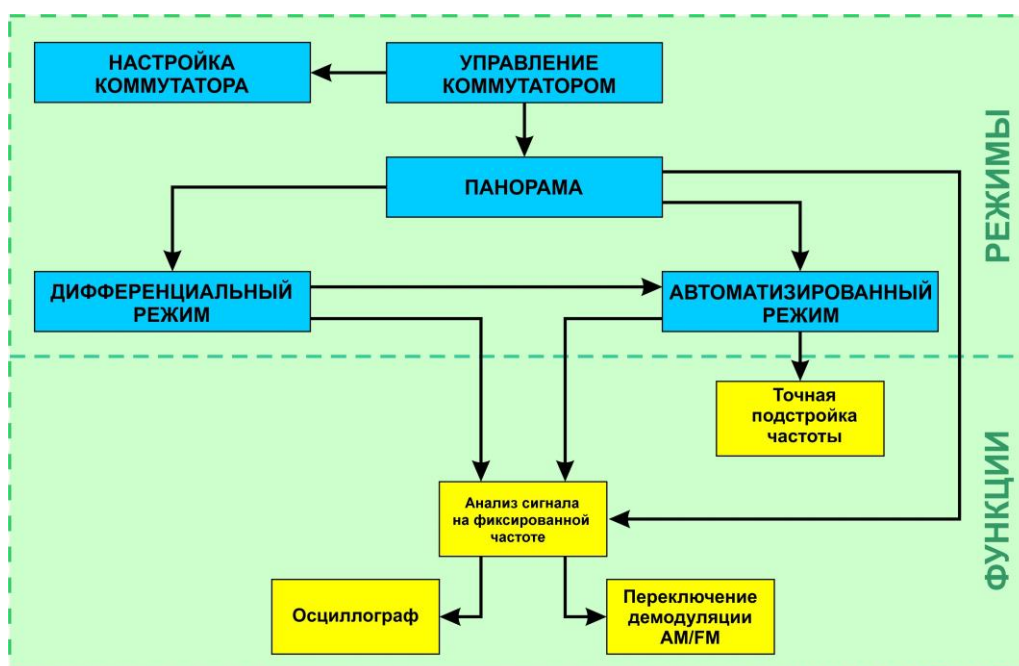 НАСТРОЙКА
КОММУТАТОРА
УПРАВЛЕНИЕ
КОММУТАТОРОМ
РЕЖИМЫ
ПАНОРАМА
ДИФФЕРЕНЦИАЛЬНЫЙ
РЕЖИМ
АВТОМАТИЗИРОВАННЫЙ
РЕЖИМ
Точная
подстройка
частоты
ФУНКЦИИ
Анализ сигнала
на фиксированной
частоте
Осциллограф
Переключение
демодуляции
AM/FM